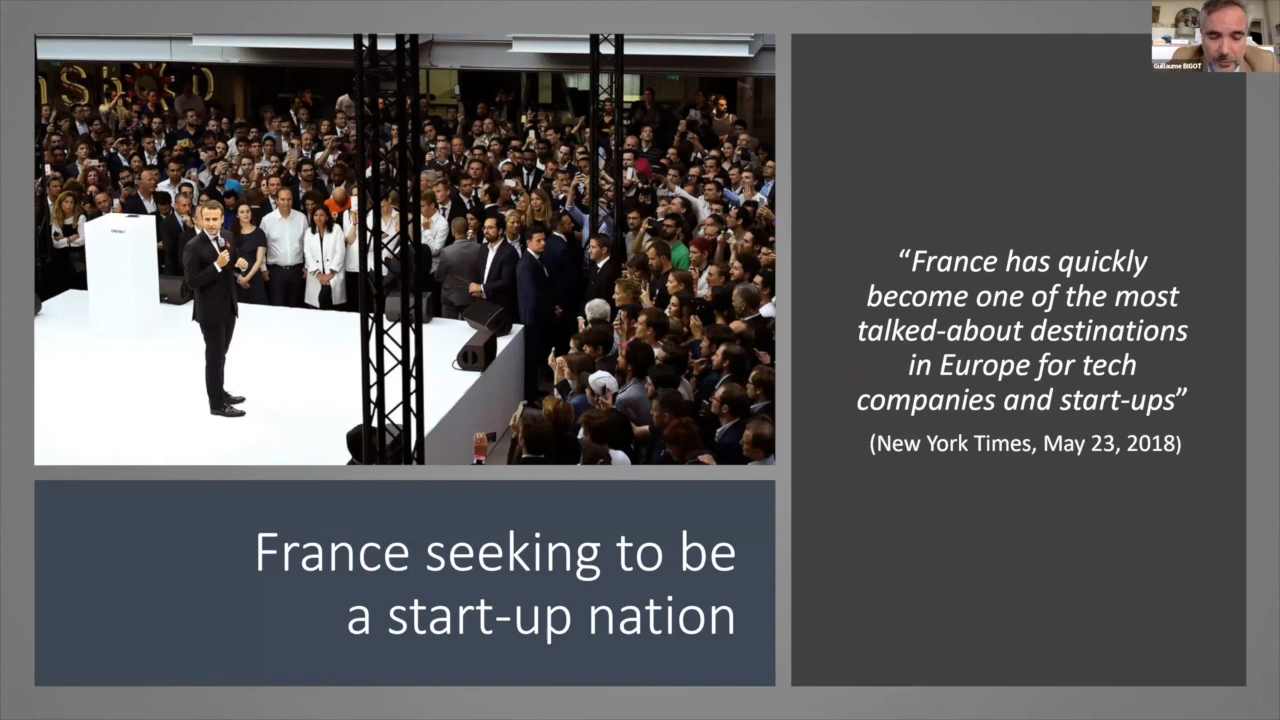 Guillaume BIGOT
“France has quickly
become one of the most
talked-about destinations
in Europe for tech
companies and start-ups”
(New York Times, May 23, 2018)
France seeking to be
a start-up nation